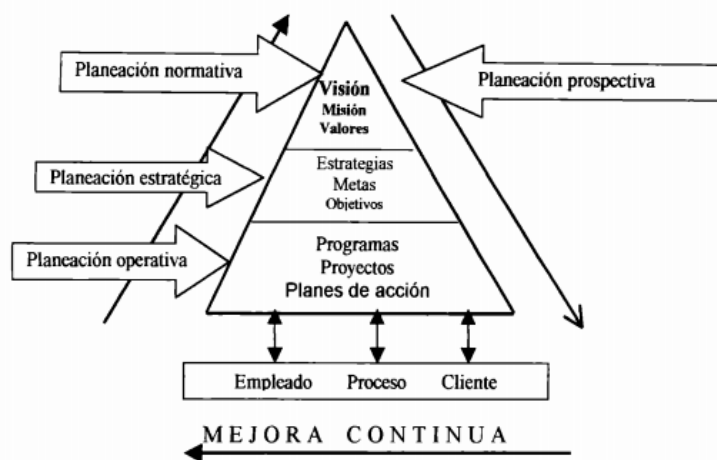 Planeación normativa
Planeación prospectiva
Visión
Misión
Valores
Planeación estratégica
Estrategias
Metas
Objetivos
Planeación operativa
Programas
Proyectos
Planes de acción
Empleado Proceso Cliente
MEJORA CONTINUA